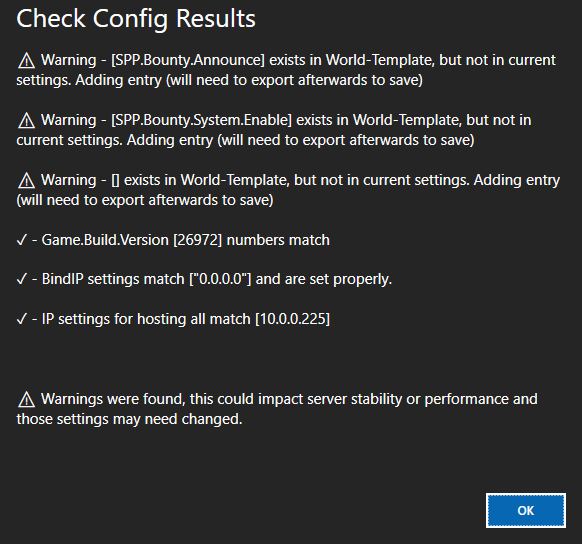 Check Config Results
⚠ Warning - [SPP.Bounty.Announce] exists in World-Template, but not in current
settings. Adding entry (will need to export afterwards to save)
⚠ Warning - [SPP.Bounty.System.Enable] exists in World-Template, but not in
current settings. Adding entry (will need to export afterwards to save)
⚠ Warning - [] exists in World-Template, but not in current settings. Adding entry
(will need to export afterwards to save)
✓ - Game.Build.Version [26972] numbers match
✓ - BindIP settings match ["0.0.0.0"] and are set properly.
✓ - IP settings for hosting all match [10.0.0.225]
⚠ Warnings were found, this could impact server stability or performance and
those settings may need changed.
OK